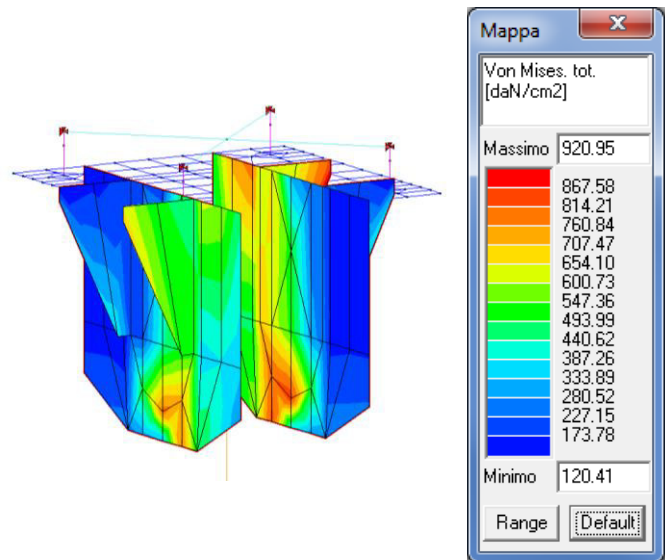 Mappa
Von Mises. tot.
[daN/cm2]
Massimo 920.95
867.58
814.21
760.84
707.47
654.10
600.73
547.36
493.99
440.62
387.26
333.89
280.52
227.15
173.78
Minimo 120.41
Range Default